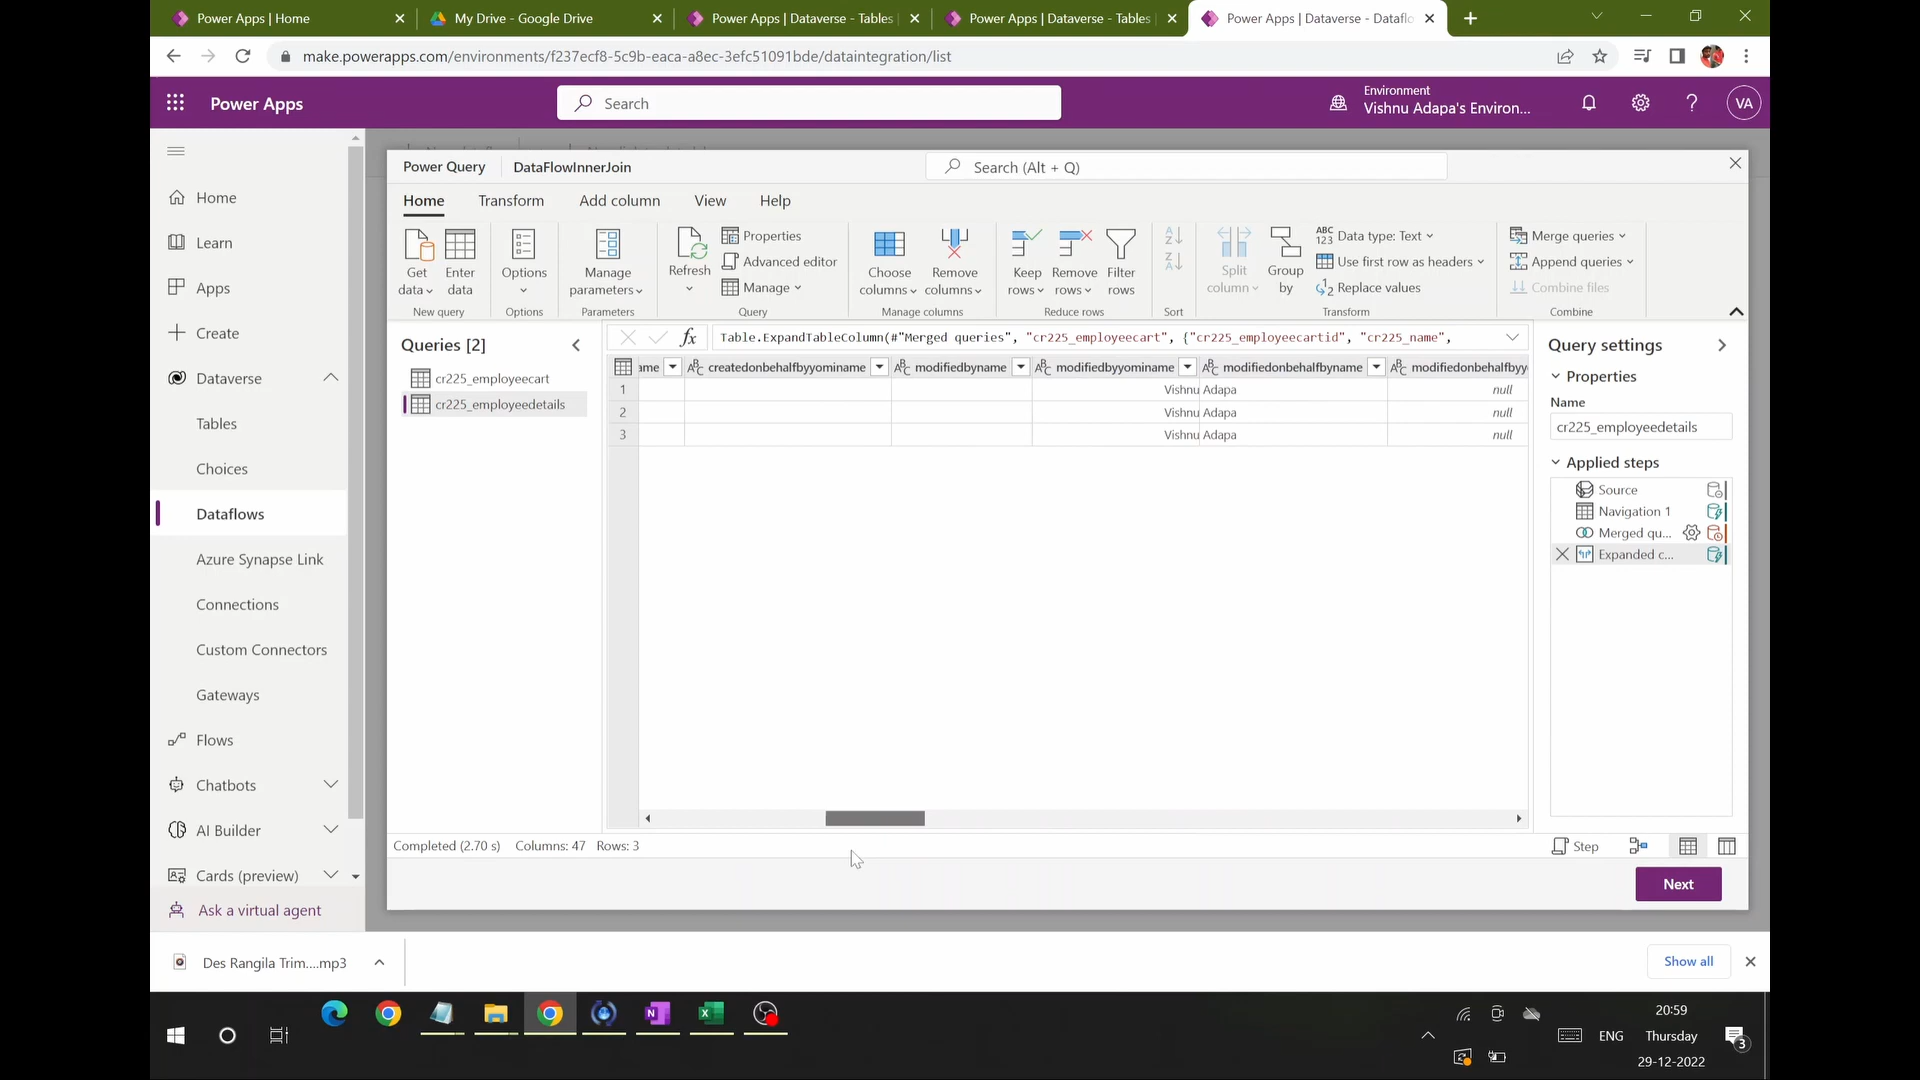 Power Apps | Home
My Drive - Google Drive
Power Apps | Dataverse - Tables
Power Apps | Dataverse - Tables
Power Apps | Dataverse - Dataflo
make.powerapps.com/environments/f237ecf8-5c9b-eaca-a8ec-3efc51091bde/dataintegration/list
Power Apps
Search
Environment
Vishnu Adapa's Environ...
VA
Home
Learn
Apps
Create
Dataverse
Tables
Choices
Dataflows
Azure Synapse Link
Connections
Custom Connectors
Gateways
Flows
Chatbots
AI Builder
Cards (preview)
Ask a virtual agent
Power Query
DataFlowInnerJoin
Search (Alt + Q)
Home
Transform
Add column
View
Help
Get data
Enter data
New query
Options
Options
Manage parameters
Parameters
Refresh
Properties
Advanced editor
Manage
Query
Choose columns
Remove columns
Manage columns
Keep rows
Remove rows
Filter rows
Reduce rows
Sort
Split column
Group by
Data type: Text
Use first row as headers
Replace values
Transform
Merge queries
Append queries
Combine files
Combine
Queries [2]
cr225_employeecart
cr225_employeedetails
fx
Table.ExpandTableColumn(#"Merged queries", "cr225_employeecart", {"cr225_employeecartid", "cr225_name",
ame
createdonbehalfbyyominame
modifiedbyname
modifiedbyyominame
modifiedonbehalfbyname
modifiedonbehalfbyy
1 Vishnu Adapa null
2 Vishnu Adapa null
3 Vishnu Adapa null
Query settings
Properties
Name
cr225_employeedetails
Applied steps
Source
Navigation 1
Merged qu...
Expanded c...
Completed (2.70 s) Columns: 47 Rows: 3
Step
Next
Des Rangila Trim....mp3
Show all
20:59
ENG
Thursday
29-12-2022
3